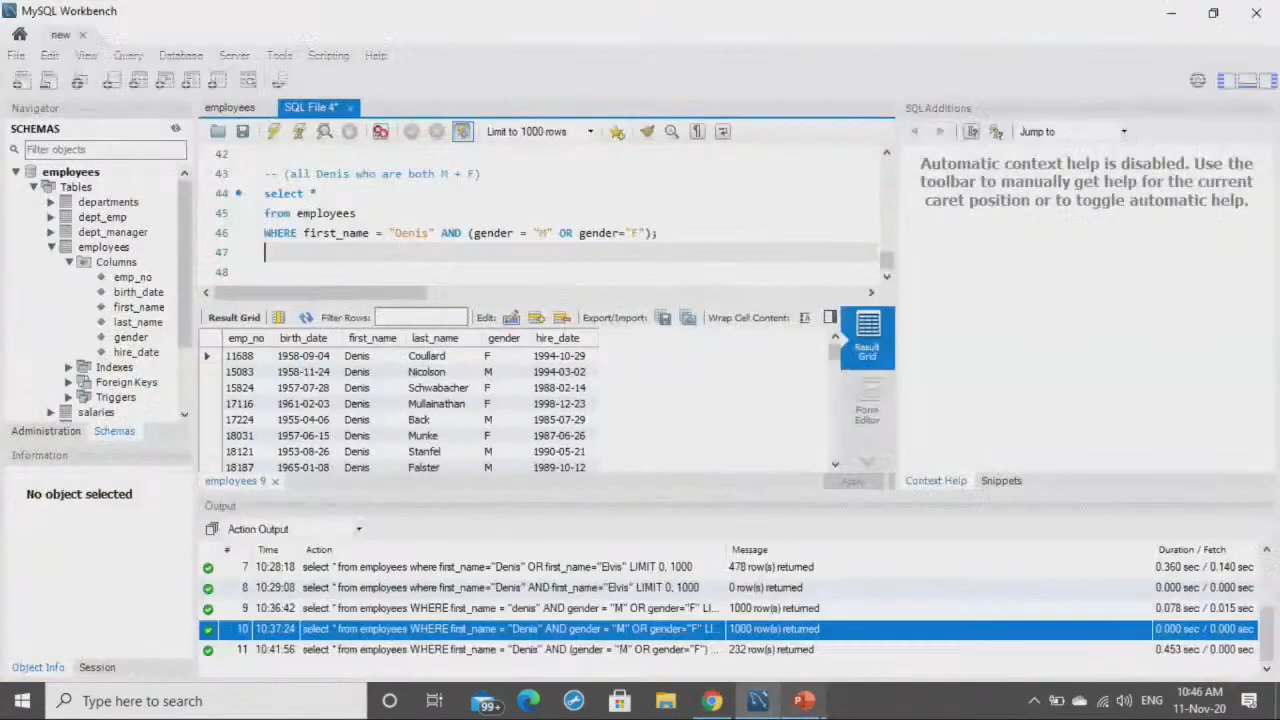 MySQL Workbench
new
File Edit View Query Database Server Tools Scripting Help
Navigator
SCHEMAS
Filter objects
employees
Tables
departments
dept_emp
dept_manager
employees
Columns
emp_no
birth_date
first_name
last_name
gender
hire_date
Indexes
Foreign Keys
Triggers
salaries
Administration Schemas
Information
No object selected
Object Info Session
employees SQL File 4*
Limit to 1000 rows
42
43 -- (all Denis who are both M + F)
44 select *
45 from employees
46 WHERE first_name = "Denis" AND (gender = "M" OR gender="F");
47
48
Result Grid Filter Rows: Edit: Export/Import: Wrap Cell Content:
emp_no birth_date first_name last_name gender hire_date
11688 1958-09-04 Denis Coullard F 1994-10-29
15083 1958-11-24 Denis Nicolson M 1994-03-02
15824 1957-07-28 Denis Schwabacher F 1988-02-14
17116 1961-02-03 Denis Mullainathan F 1998-12-23
17224 1955-04-06 Denis Back M 1985-07-29
18031 1957-06-15 Denis Munke F 1987-06-26
18121 1953-08-26 Denis Stanfel M 1990-05-21
18187 1965-01-08 Denis Falster M 1989-10-12
Result Grid
Form Editor
employees 9
Apply
SQLAdditions
Jump to
Automatic context help is disabled. Use the
toolbar to manually get help for the current
caret position or to toggle automatic help.
Context Help Snippets
Output
Action Output
# Time Action Message Duration / Fetch
7 10:28:18 select * from employees where first_name="Denis" OR first_name="Elvis" LIMIT 0, 1000 478 row(s) returned 0.360 sec / 0.140 sec
8 10:29:08 select * from employees where first_name="Denis" AND first_name="Elvis" LIMIT 0, 1000 0 row(s) returned 0.000 sec / 0.000 sec
9 10:36:42 select * from employees WHERE first_name = "denis" AND gender = "M" OR gender="F" LI... 1000 row(s) returned 0.078 sec / 0.015 sec
10 10:37:24 select * from employees WHERE first_name = "Denis" AND gender = "M" OR gender="F" LI... 1000 row(s) returned 0.000 sec / 0.000 sec
11 10:41:56 select * from employees WHERE first_name = "Denis" AND (gender = "M" OR gender="F") ... 232 row(s) returned 0.453 sec / 0.000 sec
Type here to search
99+
ENG
10:46 AM
11-Nov-20